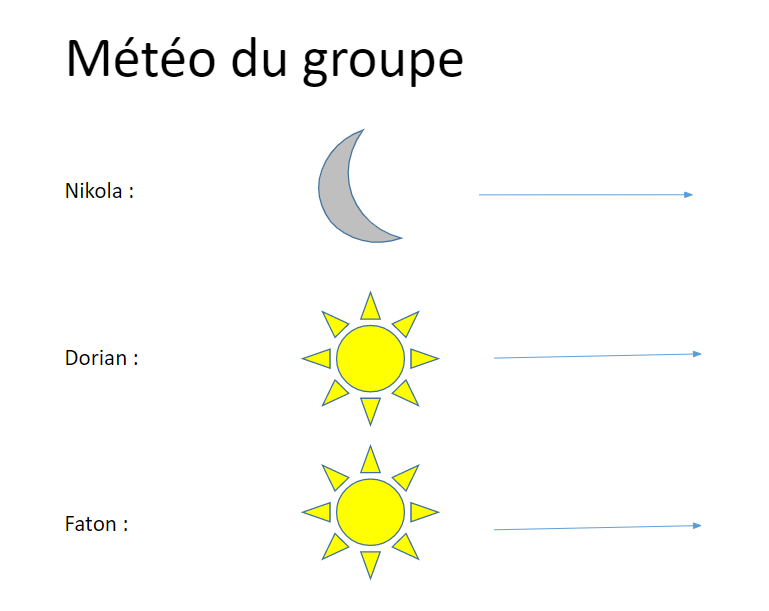 Météo du groupe
Nikola :
Dorian :
Faton :